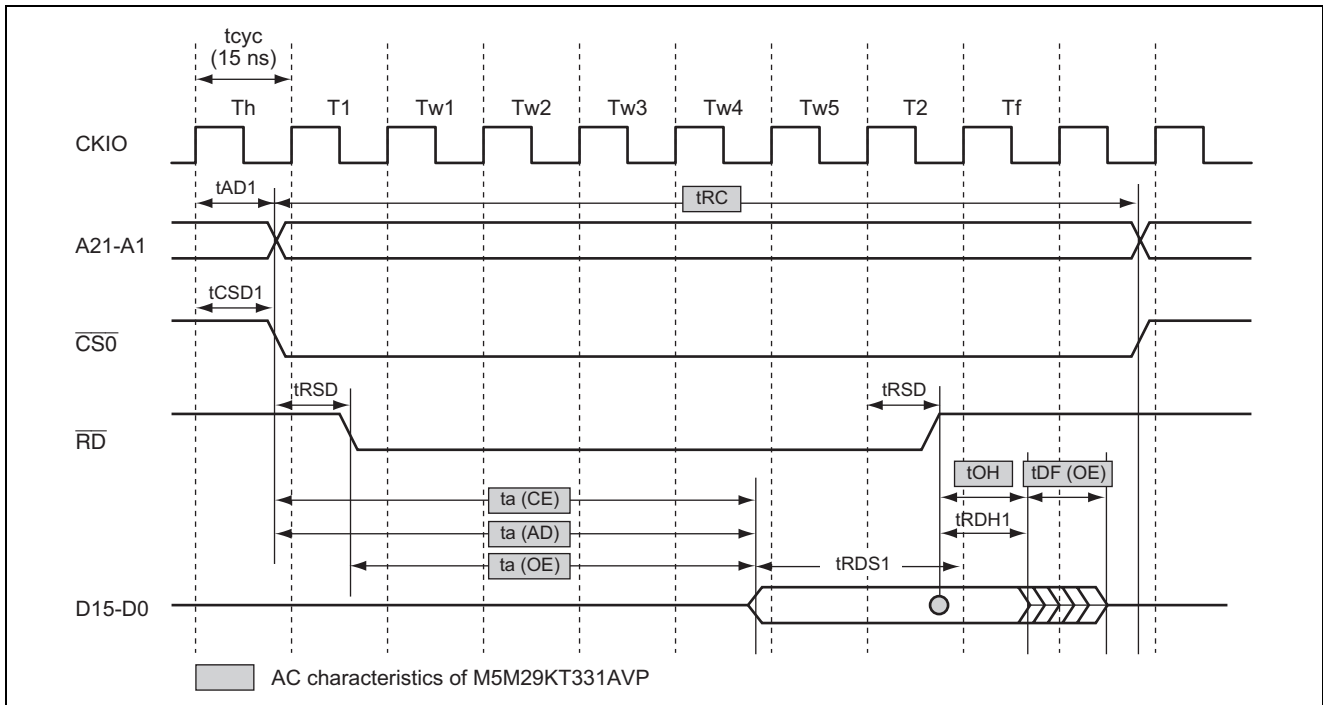 tcyc
(15 ns)
Th T1 Tw1 Tw2 Tw3 Tw4 Tw5 T2 Tf
CKIO
tAD1 tRC
A21-A1
tCSD1
CS0
tRSD tRSD
RD
tOH tDF (OE)
ta (CE)
ta (AD) tRDH1
ta (OE) tRDS1
D15-D0
AC characteristics of M5M29KT331AVP